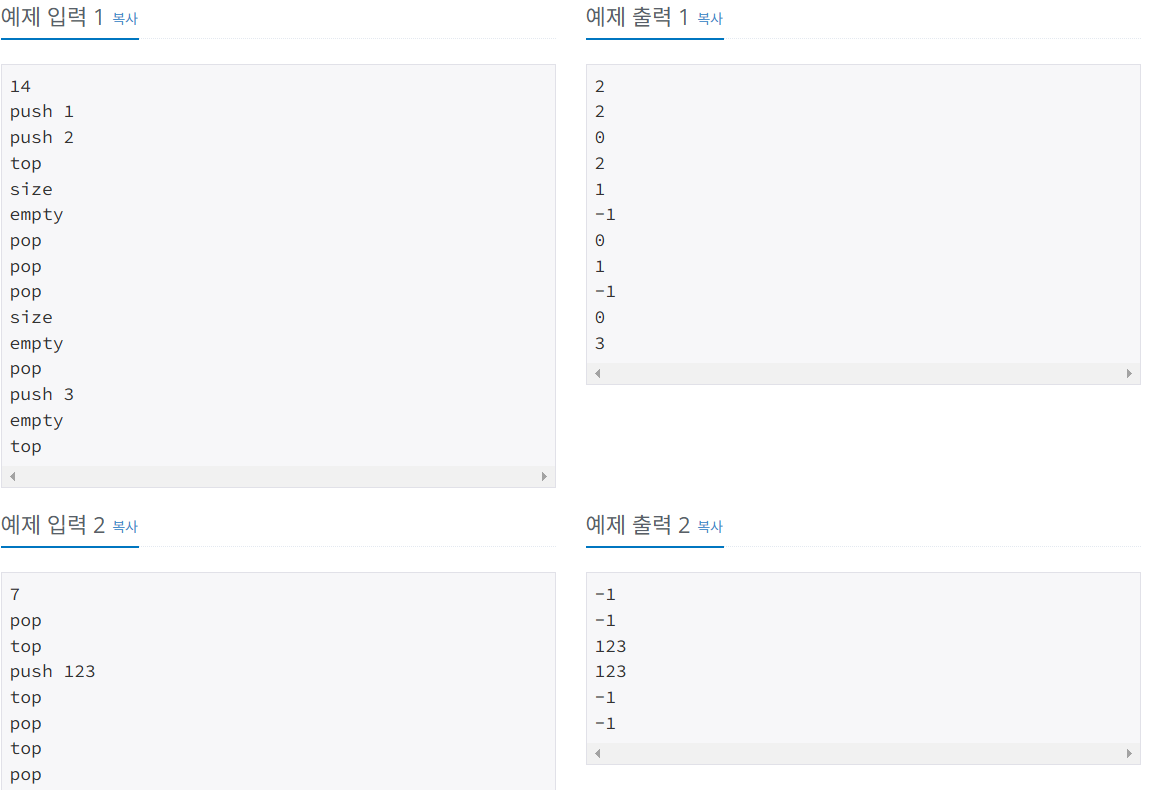 예제 입력 1 복사
14
push 1
push 2
top
size
empty
pop
pop
pop
size
empty
pop
push 3
empty
top
예제 출력 1 복사
2
2
0
2
1
-1
0
1
-1
0
3
예제 입력 2 복사
7
pop
top
push 123
top
pop
top
pop
예제 출력 2 복사
-1
-1
123
123
-1
-1